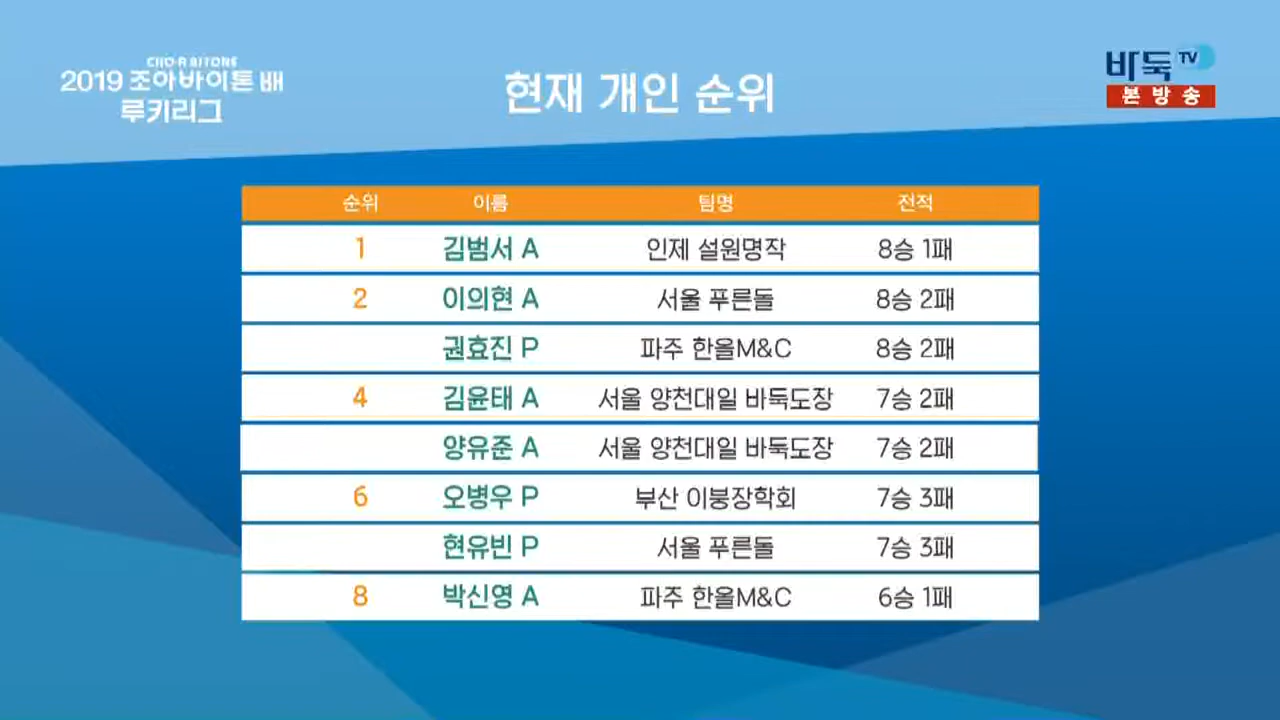 CHO-A BITONE
2019 조아바이톤 배
루키리그
현재 개인 순위
바둑 TV
본방송
순위 이름 팀명 전적
1 김범서 A 인제 설원명작 8승 1패
2 이의현 A 서울 푸른돌 8승 2패
권효진 P 파주 한올M&C 8승 2패
4 김윤태 A 서울 양천대일 바둑도장 7승 2패
양유준 A 서울 양천대일 바둑도장 7승 2패
6 오병우 P 부산 이붕장학회 7승 3패
현유빈 P 서울 푸른돌 7승 3패
8 박신영 A 파주 한올M&C 6승 1패